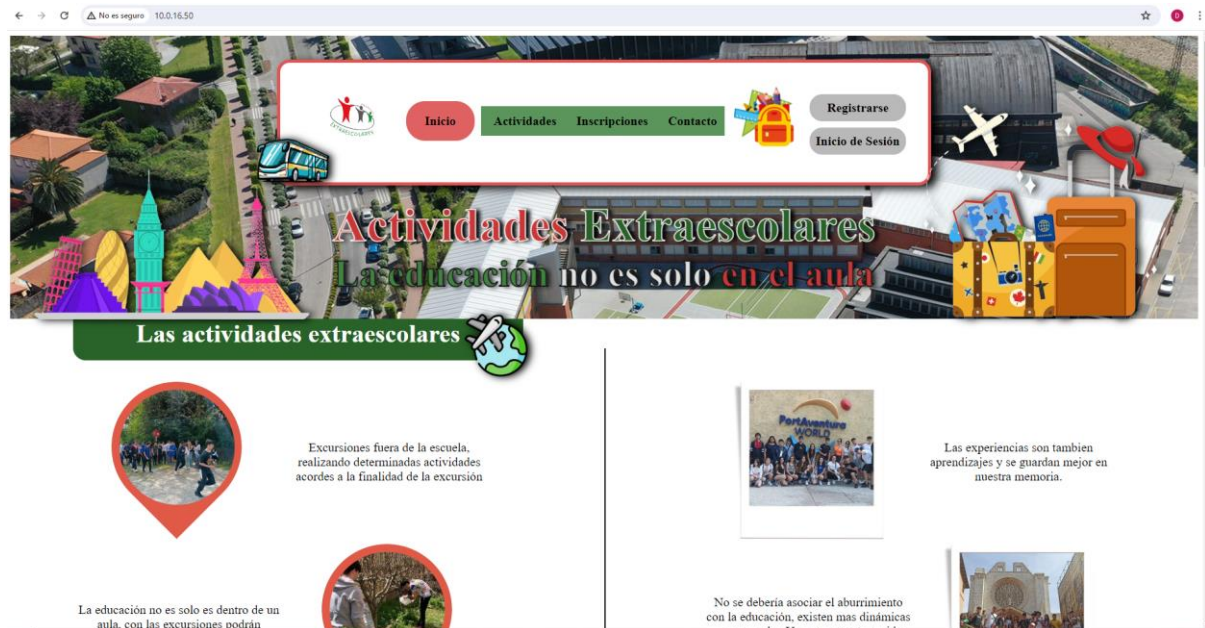 No es seguro
10.0.16.50
D
EXTRAESCOLARES
Inicio
Actividades
Inscripciones
Contacto
Registrarse
Inicio de Sesión
Actividades Extraescolares
La educación no es solo en el aula
Las actividades extraescolares
Excursiones fuera de la escuela,
realizando determinadas actividades
acordes a la finalidad de la excursión
La educación no es solo es dentro de un
aula, con las excursiones podrán
PortAventura
WORLD
Las experiencias son tambien
aprendizajes y se guardan mejor en
nuestra memoria.
No se debería asociar el aburrimiento
con la educación, existen mas dinámicas